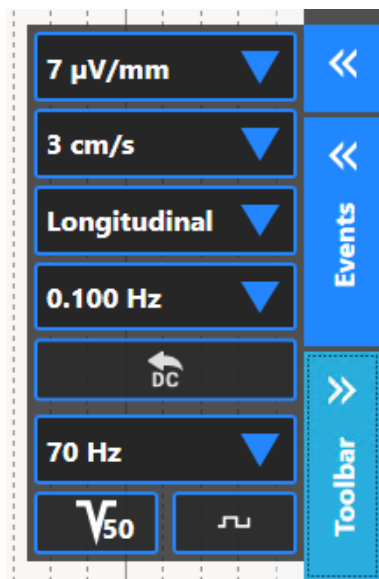 7 µV/mm
3 cm/s
Longitudinal
0.100 Hz
DC
70 Hz
50
Events
Toolbar